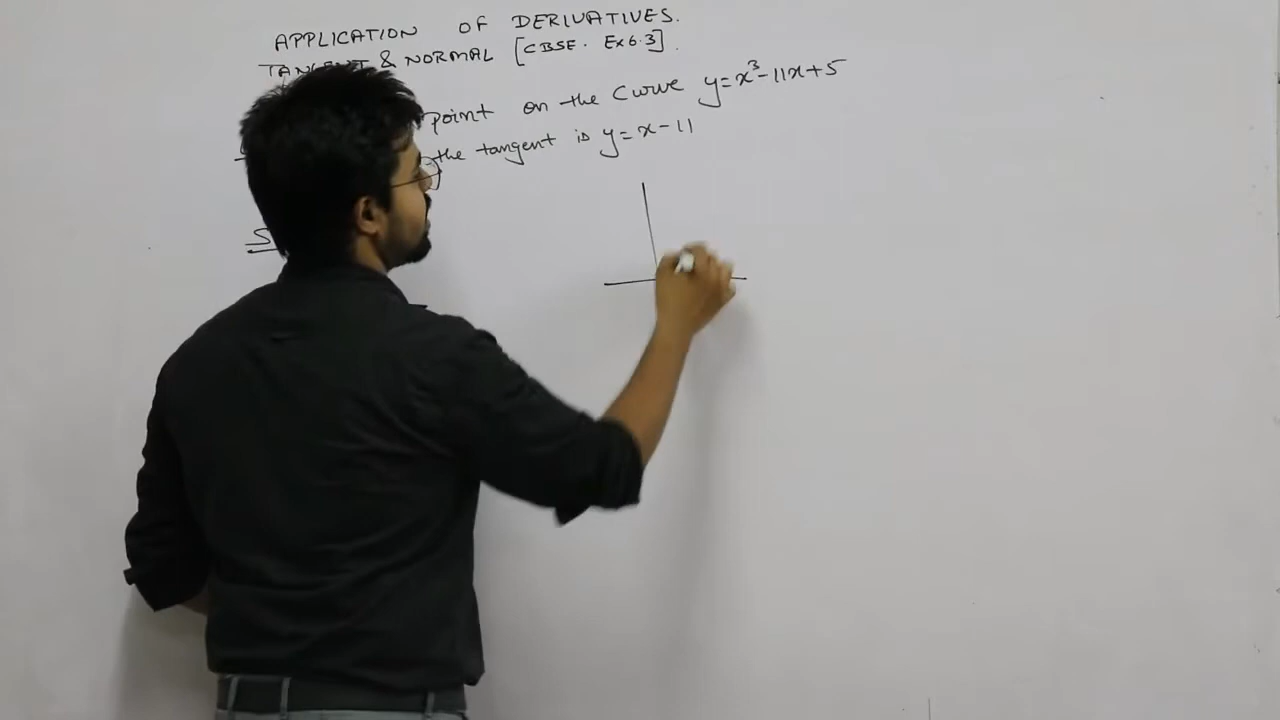 APPLICATION OF DERIVATIVES.
TANGENT & NORMAL [CBSE. Ex 6.3].
point on the curve y=x³-11x+5
the tangent is y=x-11
S